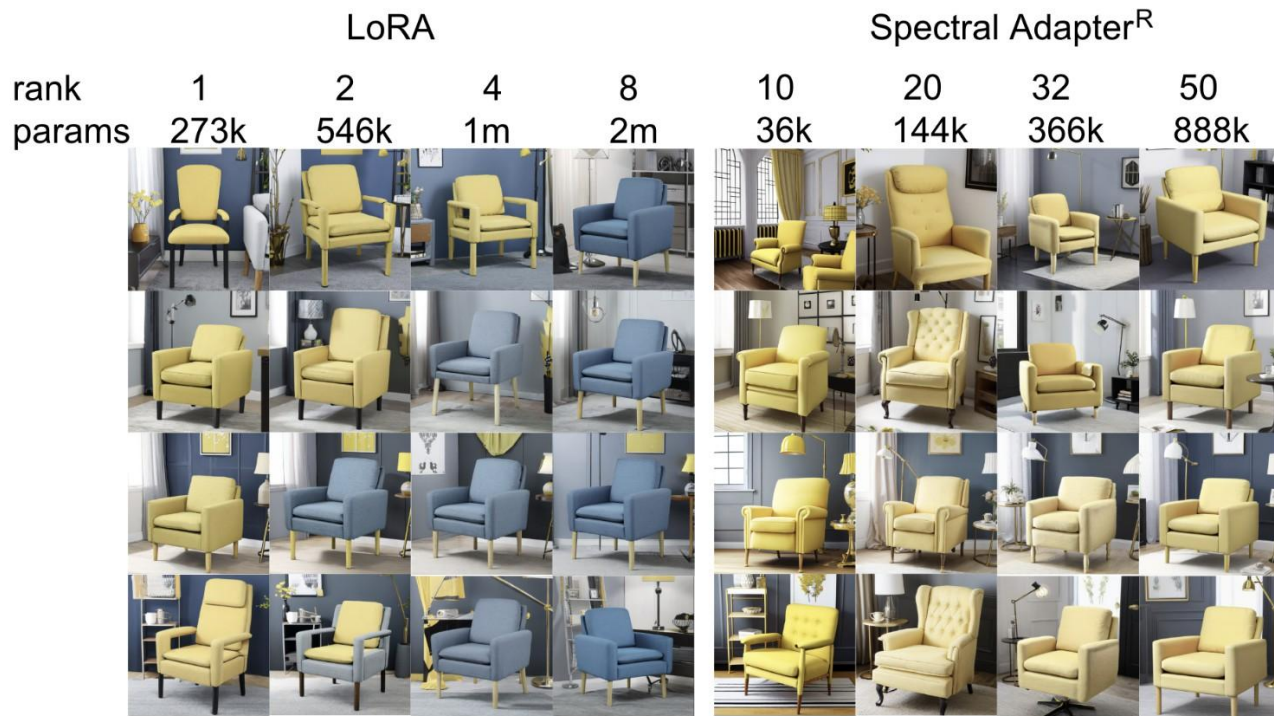 LoRA Spectral Adapter^R
rank 1 2 4 8 10 20 32 50
params 273k 546k 1m 2m 36k 144k 366k 888k